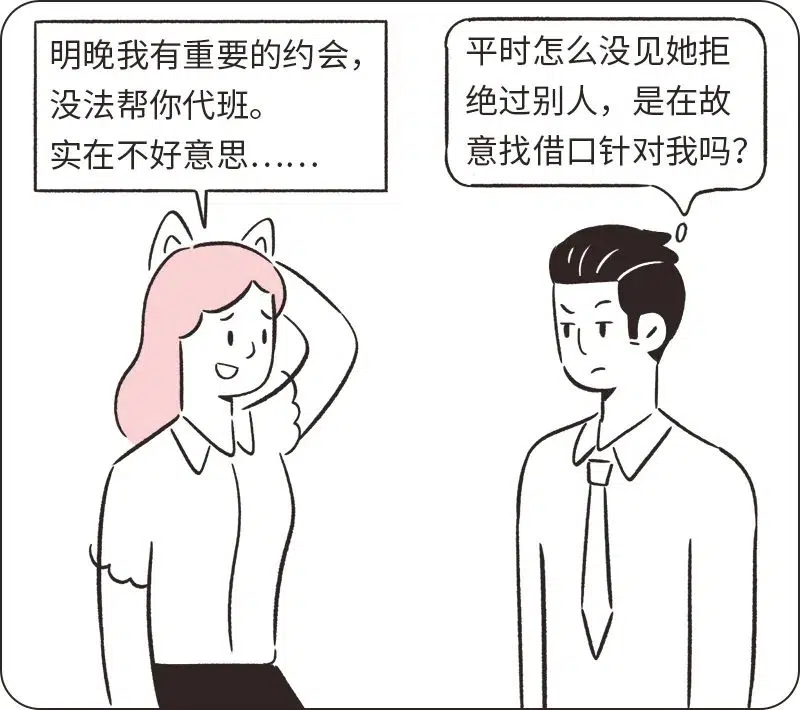 明晚我有重要的约会，
没法帮你代班。
实在不好意思……
平时怎么没见她拒
绝过别人，是在故
意找借口针对我吗？